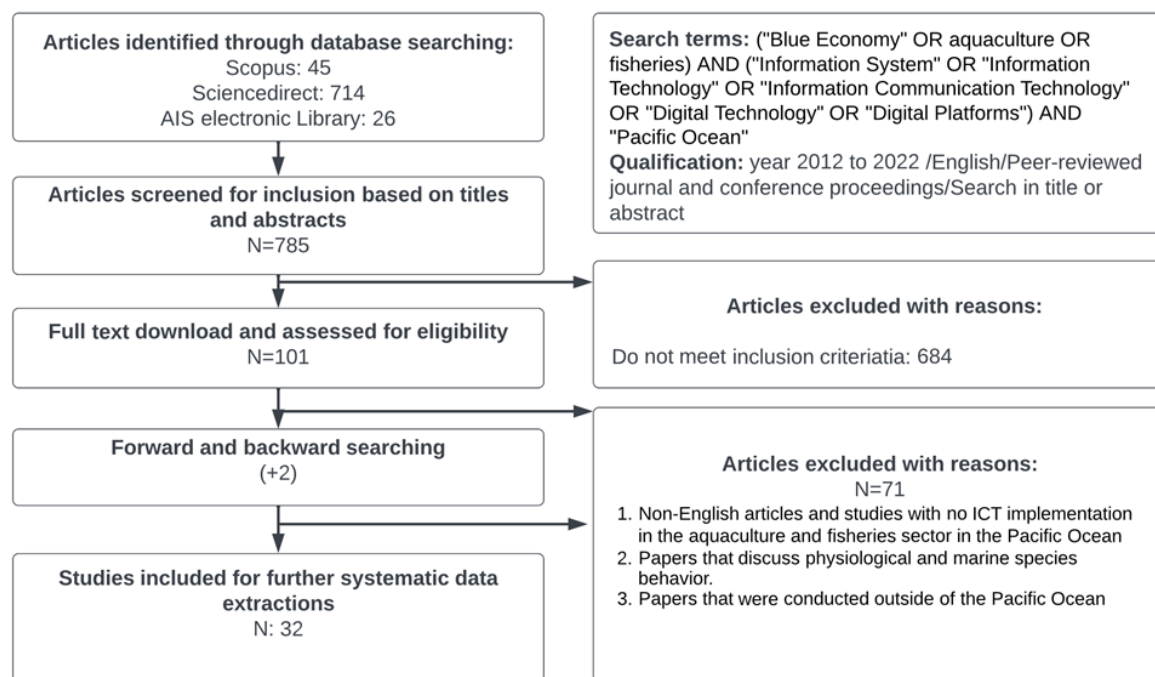 Articles identified through database searching:
Scopus: 45
Sciencedirect: 714
AIS electronic Library: 26
Search terms: ("Blue Economy" OR aquaculture OR
fisheries) AND ("Information System" OR "Information
Technology" OR "Information Communication Technology"
OR "Digital Technology" OR "Digital Platforms") AND
"Pacific Ocean"
Qualification: year 2012 to 2022 /English/Peer-reviewed
journal and conference proceedings/Search in title or
abstract
Articles screened for inclusion based on titles
and abstracts
N=785
Articles excluded with reasons:
Do not meet inclusion criteriatia: 684
Full text download and assessed for eligibility
N=101
Forward and backward searching
(+2)
Articles excluded with reasons:
N=71
1. Non-English articles and studies with no ICT implementation
in the aquaculture and fisheries sector in the Pacific Ocean
2. Papers that discuss physiological and marine species
behavior.
3. Papers that were conducted outside of the Pacific Ocean
Studies included for further systematic data
extractions
N: 32